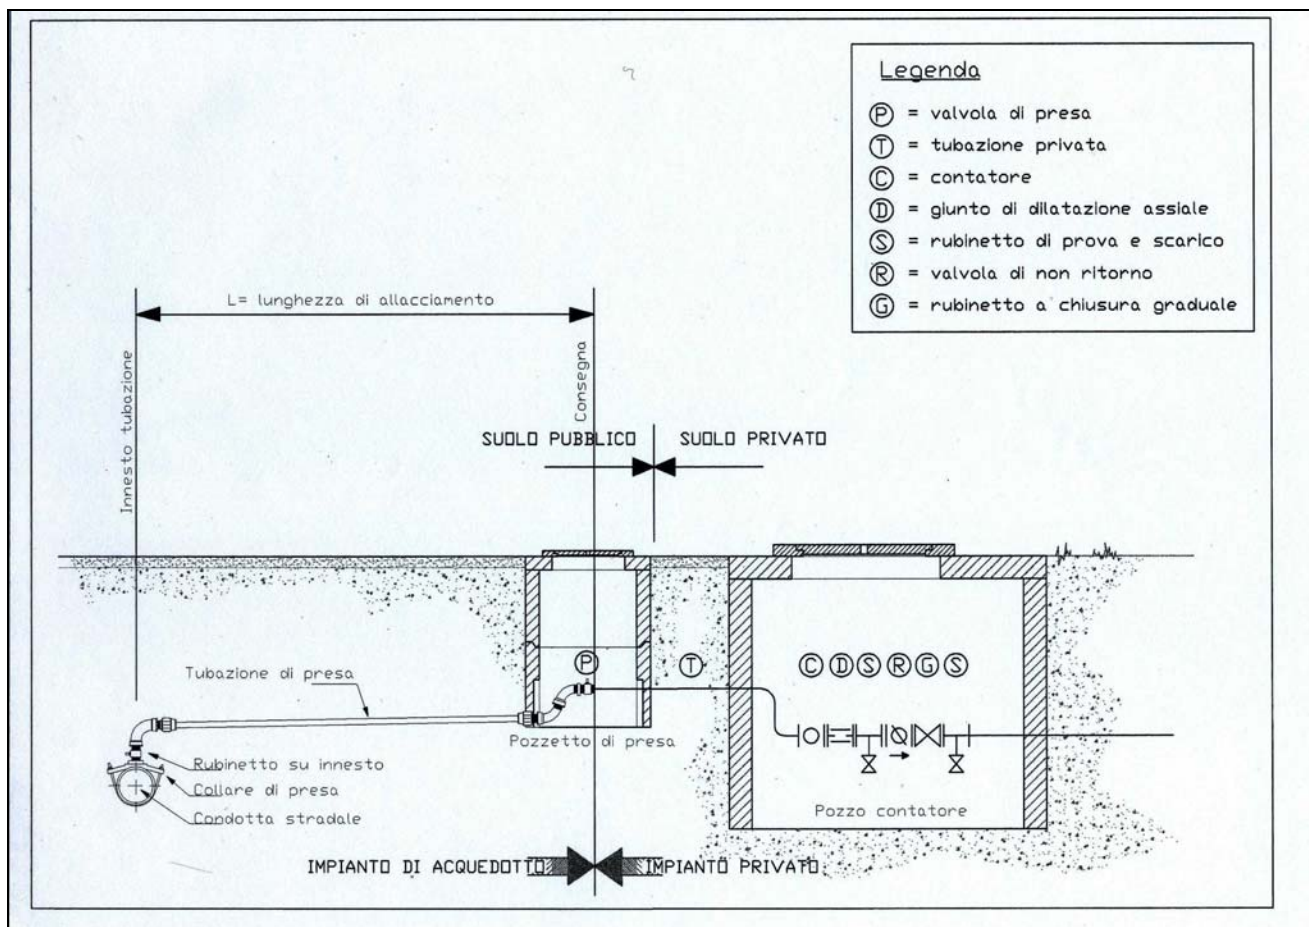 Legenda
P = valvola di presa
T = tubazione privata
C = contatore
D = giunto di dilatazione assiale
S = rubinetto di prova e scarico
R = valvola di non ritorno
G = rubinetto a chiusura graduale
L= lunghezza di allacciamento
Innesto tubazione
Consegna
SUOLO PUBBLICO
SUOLO PRIVATO
P
T
C D S R G S
Tubazione di presa
Pozzetto di presa
Rubinetto su innesto
Collare di presa
Condotta stradale
Pozzo contatore
IMPIANTO DI ACQUEDOTTO
IMPIANTO PRIVATO